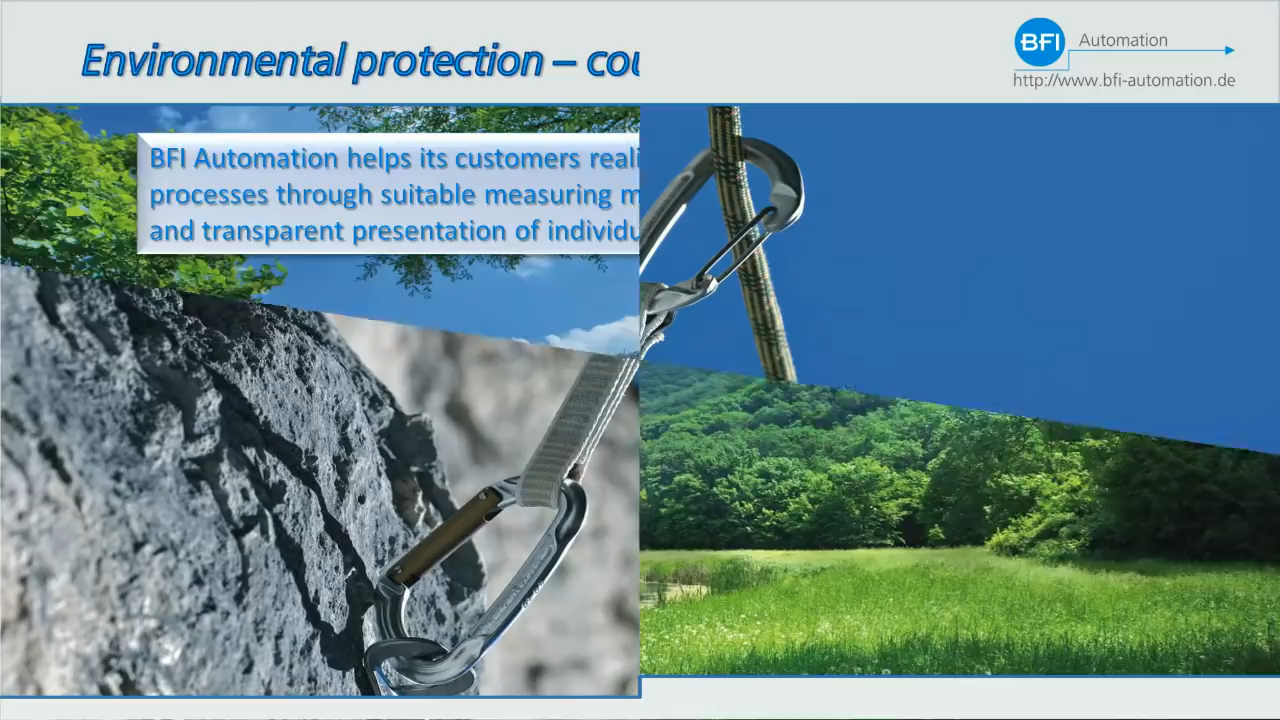 Environmental protection – cou
BFI Automation
http://www.bfi-automation.de
BFI Automation helps its customers reali
processes through suitable measuring m
and transparent presentation of individu